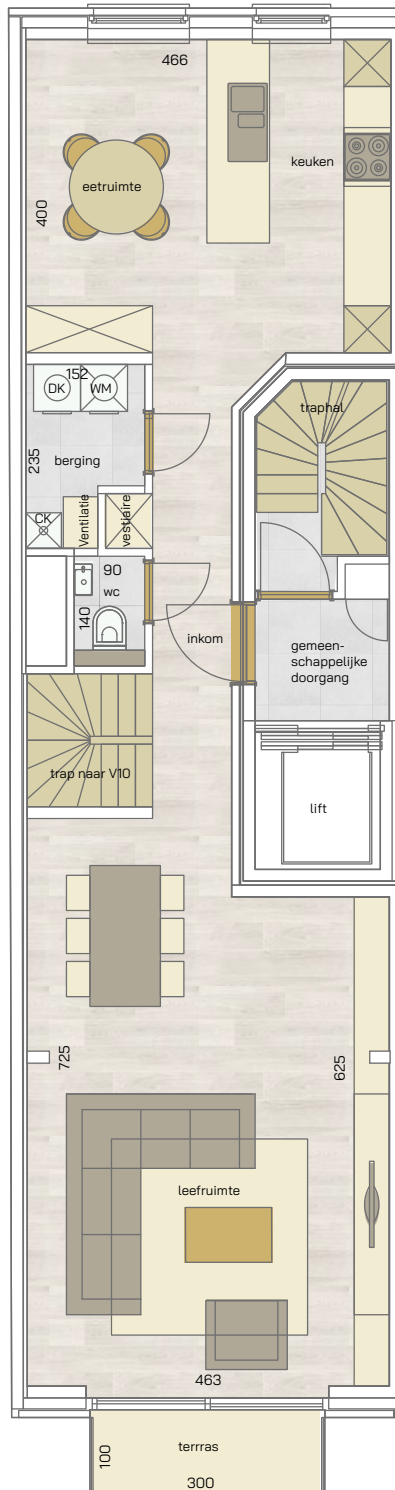 466
keuken
eetruimte
400
traphal
152
DK
WM
berging
235
Ventilatie
vestiaire
CK
90
wc
140
inkom
gemeen-
schappelijke
doorgang
trap naar V10
lift
725
625
leefruimte
463
terrras
100
300